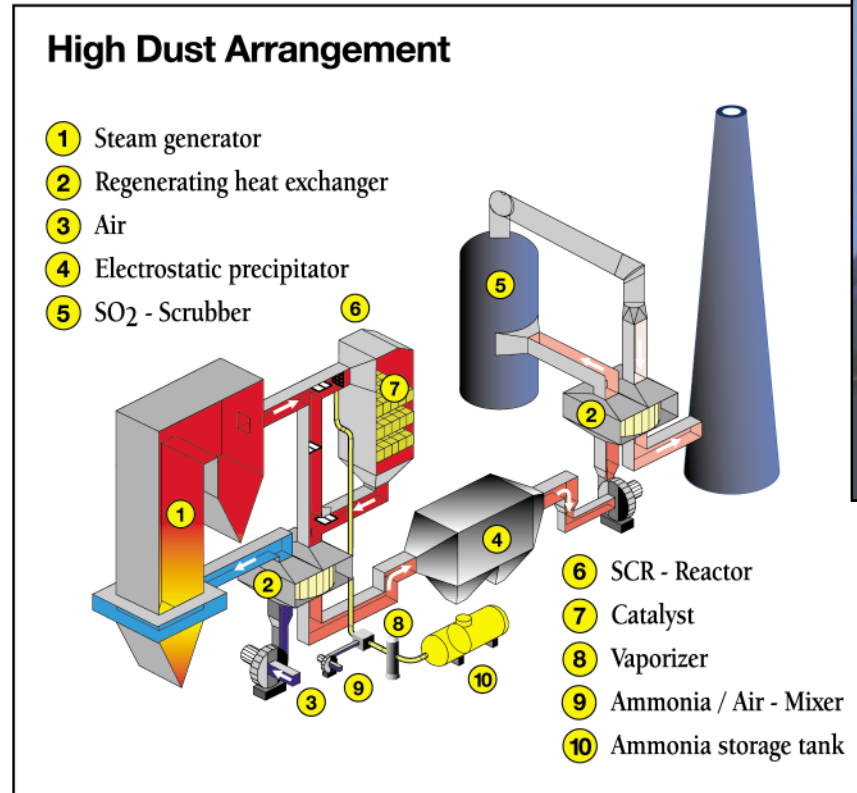 High Dust Arrangement
1 Steam generator
2 Regenerating heat exchanger
3 Air
4 Electrostatic precipitator
5 SO2 - Scrubber
6
7
5
2
1
4
2
8
3
9
10
6 SCR - Reactor
7 Catalyst
8 Vaporizer
9 Ammonia / Air - Mixer
10 Ammonia storage tank